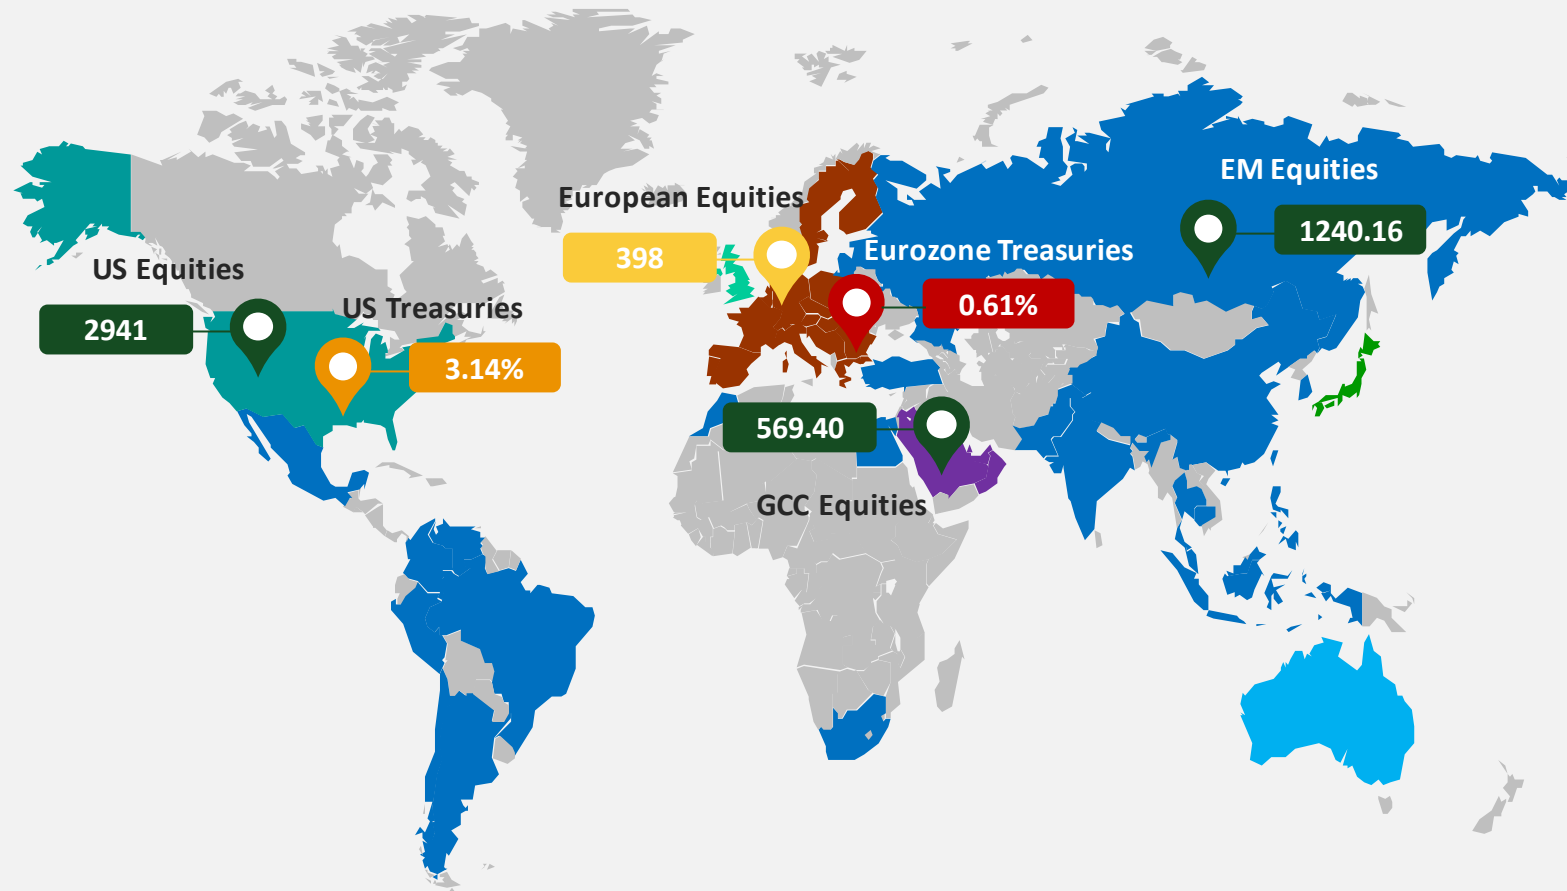 EM Equities
1240.16
European Equities
398
Eurozone Treasuries
0.61%
US Equities
2941
US Treasuries
3.14%
569.40
GCC Equities